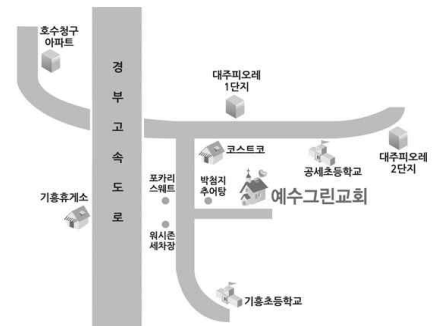 호수청구
아파트
경부고속도로
대주피오레
1단지
코스트코
공세초등학교
대주피오레
2단지
포카리
스웨트
박첨지
추어탕
예수그린교회
기흥휴게소
워시존
세차장
기흥초등학교